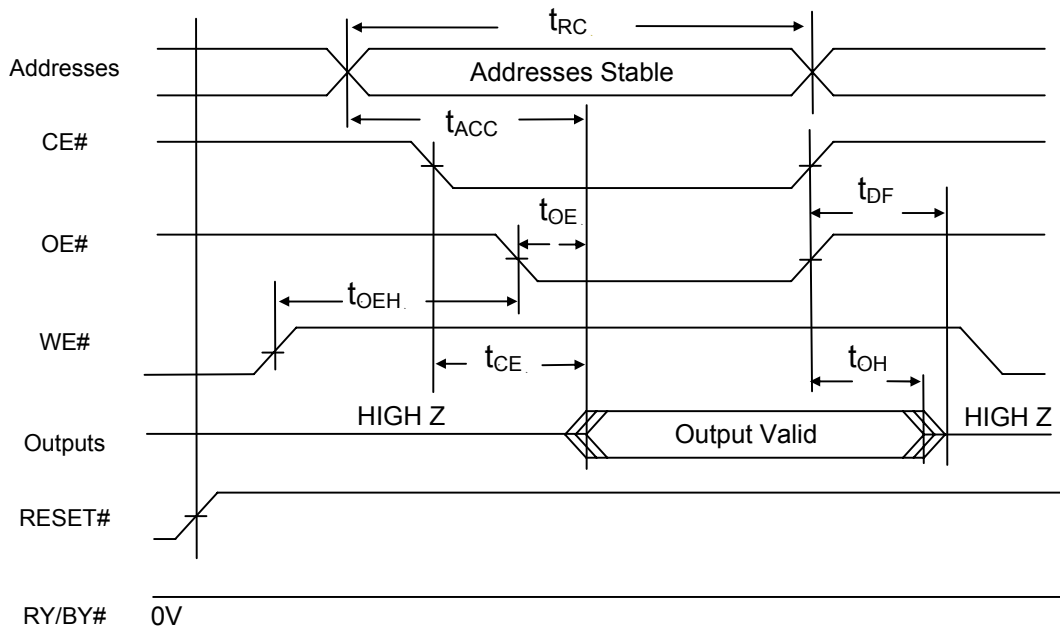 tRC
Addresses
Addresses Stable
tACC
CE#
tDF
tOE
OE#
tOEH
WE#
tCE
tOH
HIGH Z
HIGH Z
Outputs
Output Valid
RESET#
RY/BY#
0V